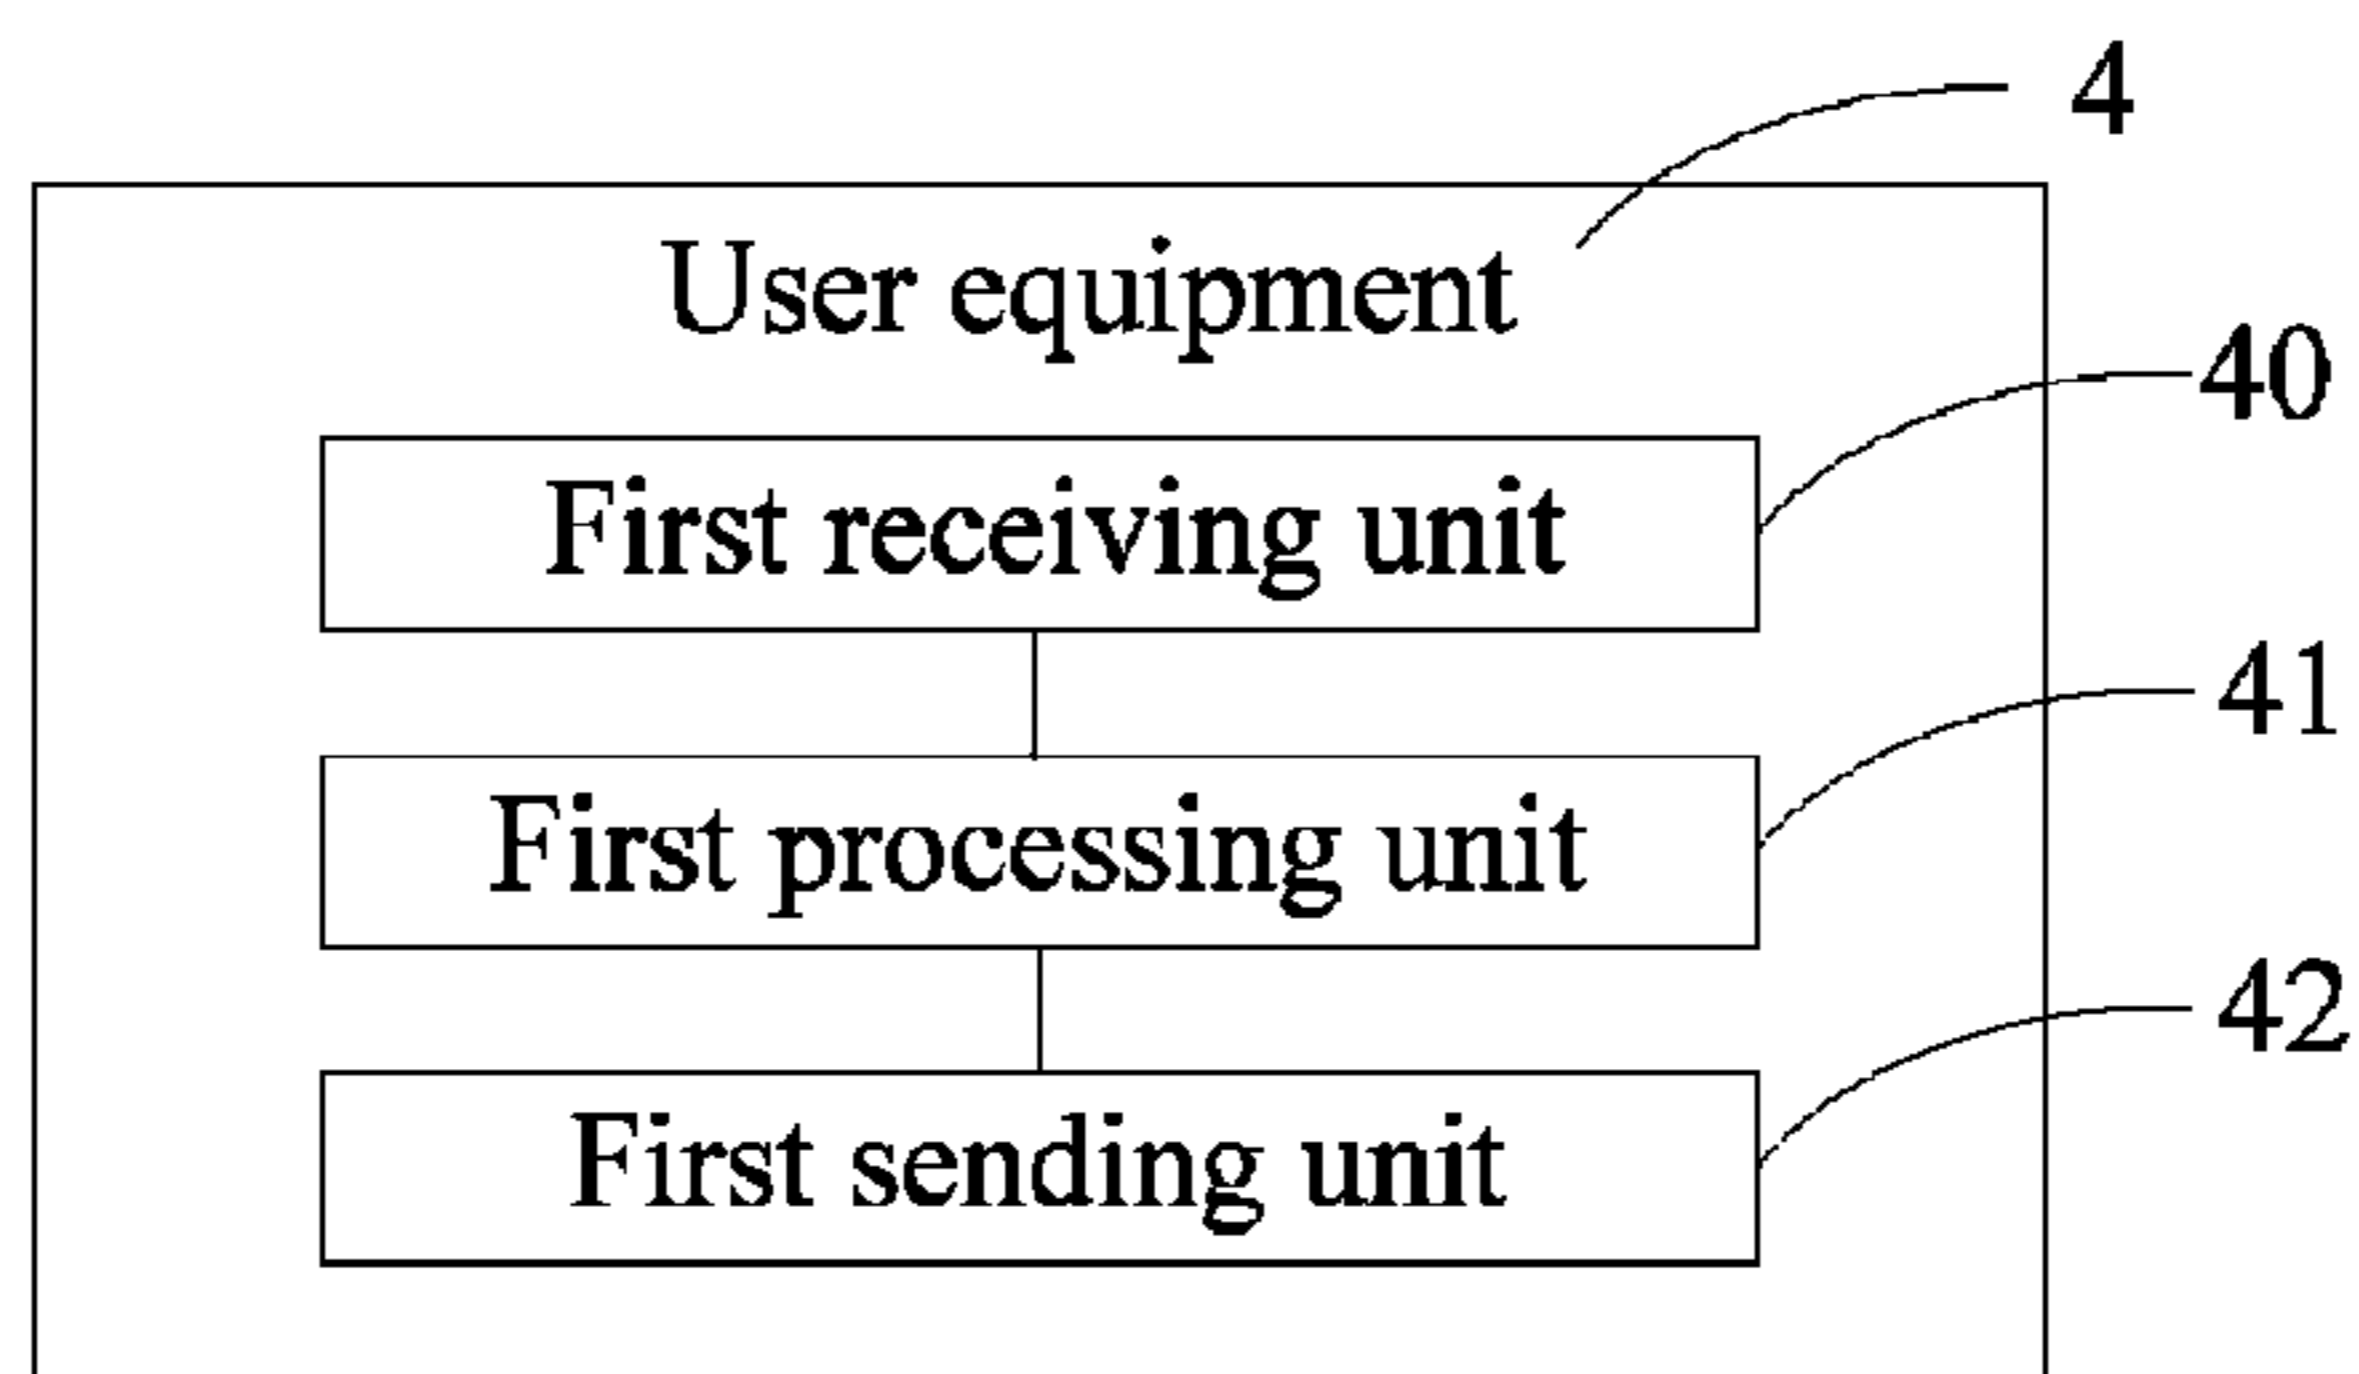 4
User equipment
40
First receiving unit
41
First processing unit
42
First sending unit